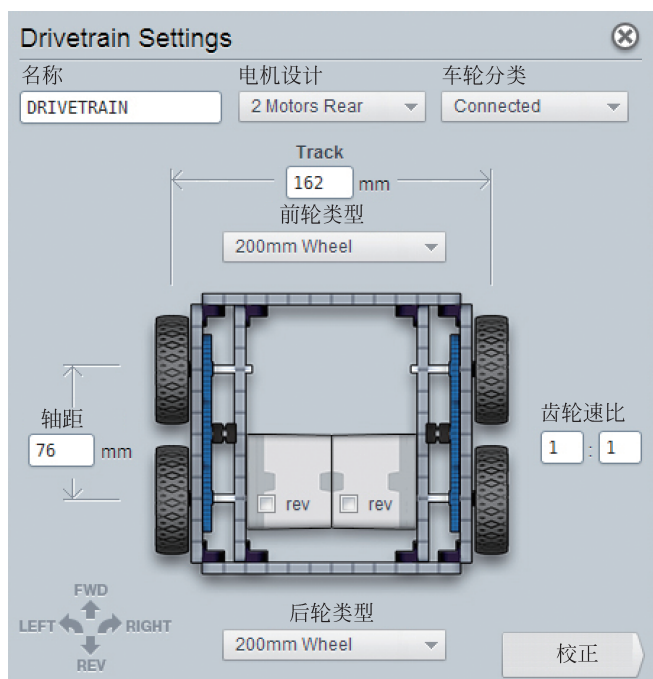 Drivetrain Settings
名称 电机设计 车轮分类
DRIVETRAIN 2 Motors Rear Connected
Track
162 mm
前轮类型
200mm Wheel
轴距 齿轮速比
76 mm 1 : 1
rev rev
FWD
LEFT RIGHT
REV
后轮类型
200mm Wheel
校正